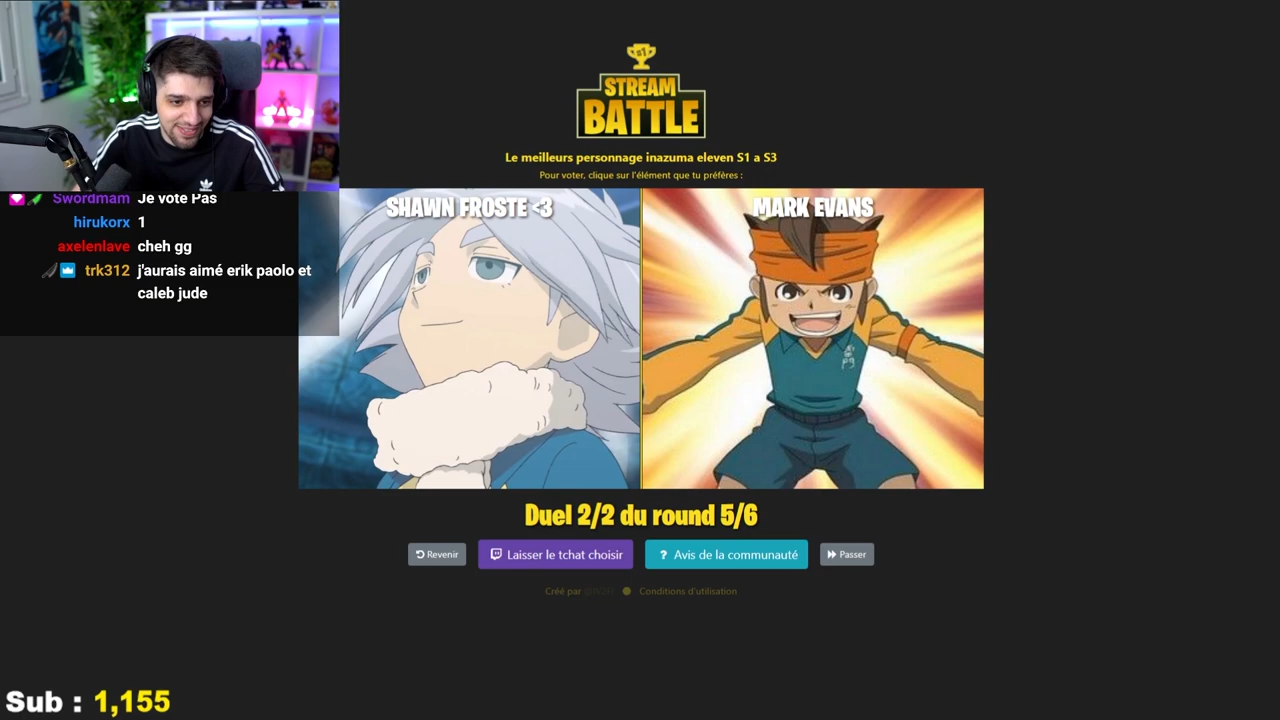 #1
STREAM
BATTLE
Le meilleurs personnage inazuma eleven S1 a S3
Pour voter, clique sur l'élément que tu préfères :
Swordmam Je vote Pas
hirukorx 1
axelenlave cheh gg
trk312 j'aurais aimé erik paolo et
caleb jude
SHAWN FROSTE <3
MARK EVANS
Duel 2/2 du round 5/6
Revenir
Laisser le tchat choisir
? Avis de la communauté
Passer
Créé par
Conditions d'utilisation
Sub : 1,155